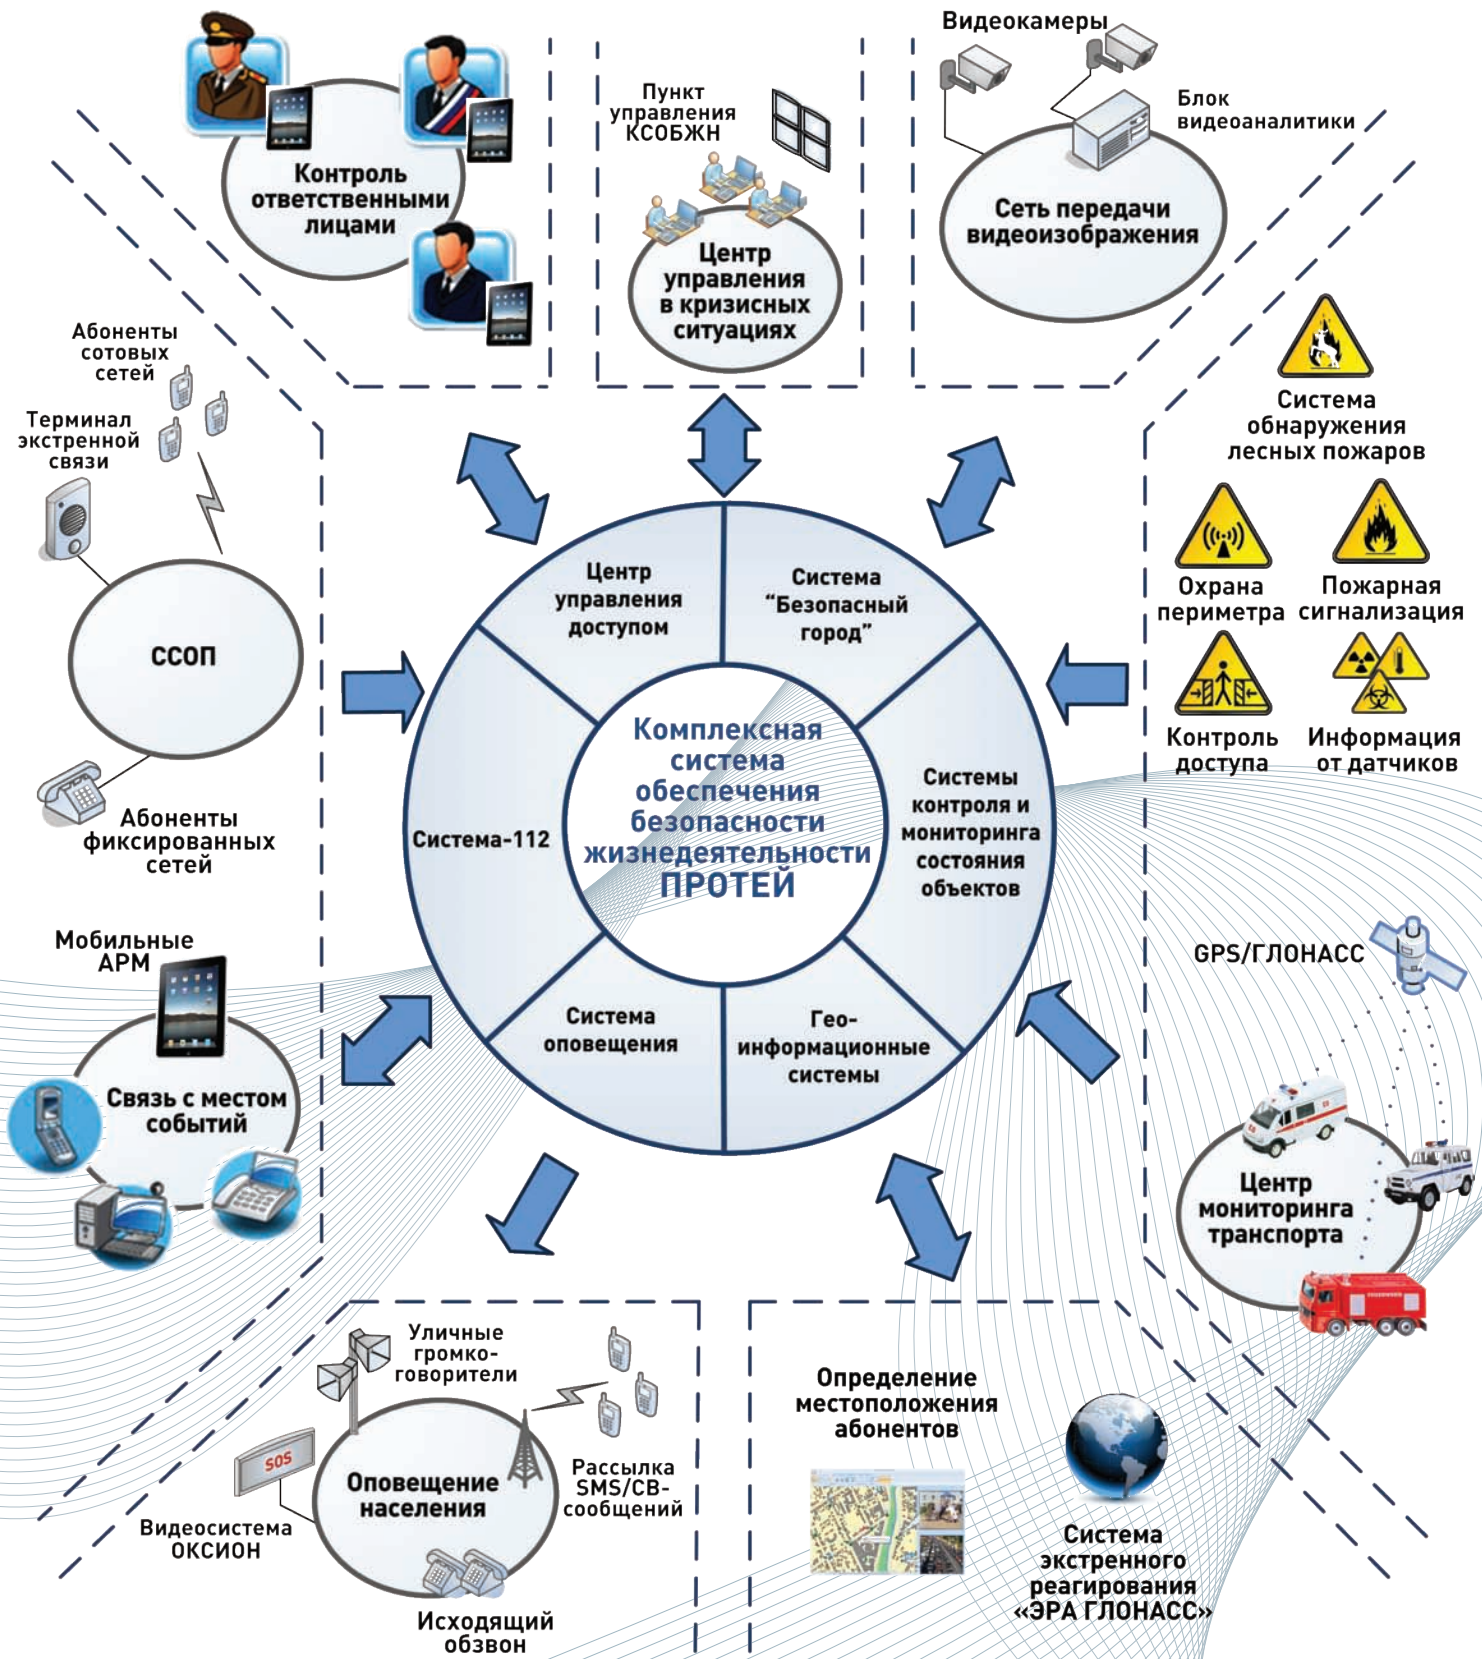 Видеокамеры
Блок
видеоаналитики
Пункт
управления
КСОБЖН
Контроль
ответственными
лицами
Центр
управления
в кризисных
ситуациях
Сеть передачи
видеоизображения
Абоненты
сотовых
сетей
Терминал
экстренной
связи
ССОП
Абоненты
фиксированных
сетей
Система
обнаружения
лесных пожаров
Охрана
периметра
Пожарная
сигнализация
Контроль
доступа
Информация
от датчиков
Центр
управления
доступом
Система
“Безопасный
город”
Система-112
Комплексная
система
обеспечения
безопасности
жизнедеятельности
ПРОТЕЙ
Системы
контроля и
мониторинга
состояния
объектов
Система
оповещения
Гео-
информационные
системы
Мобильные
АРМ
Связь с местом
событий
GPS/ГЛОНАСС
Центр
мониторинга
транспорта
Уличные
громко-
говорители
SOS
Оповещение
населения
Рассылка
SMS/CB-
сообщений
Видеосистема
ОКСИОН
Исходящий
обзвон
Определение
местоположения
абонентов
Система
экстренного
реагирования
«ЭРА ГЛОНАСС»